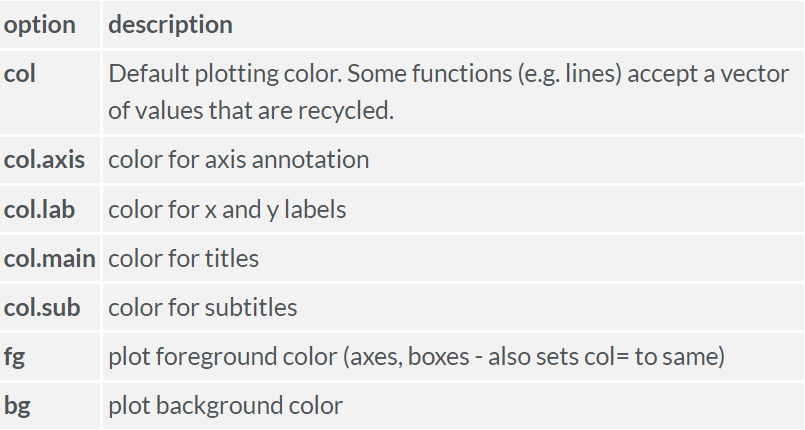 option description
col Default plotting color. Some functions (e.g. lines) accept a vector
of values that are recycled.
col.axis color for axis annotation
col.lab color for x and y labels
col.main color for titles
col.sub color for subtitles
fg plot foreground color (axes, boxes - also sets col= to same)
bg plot background color